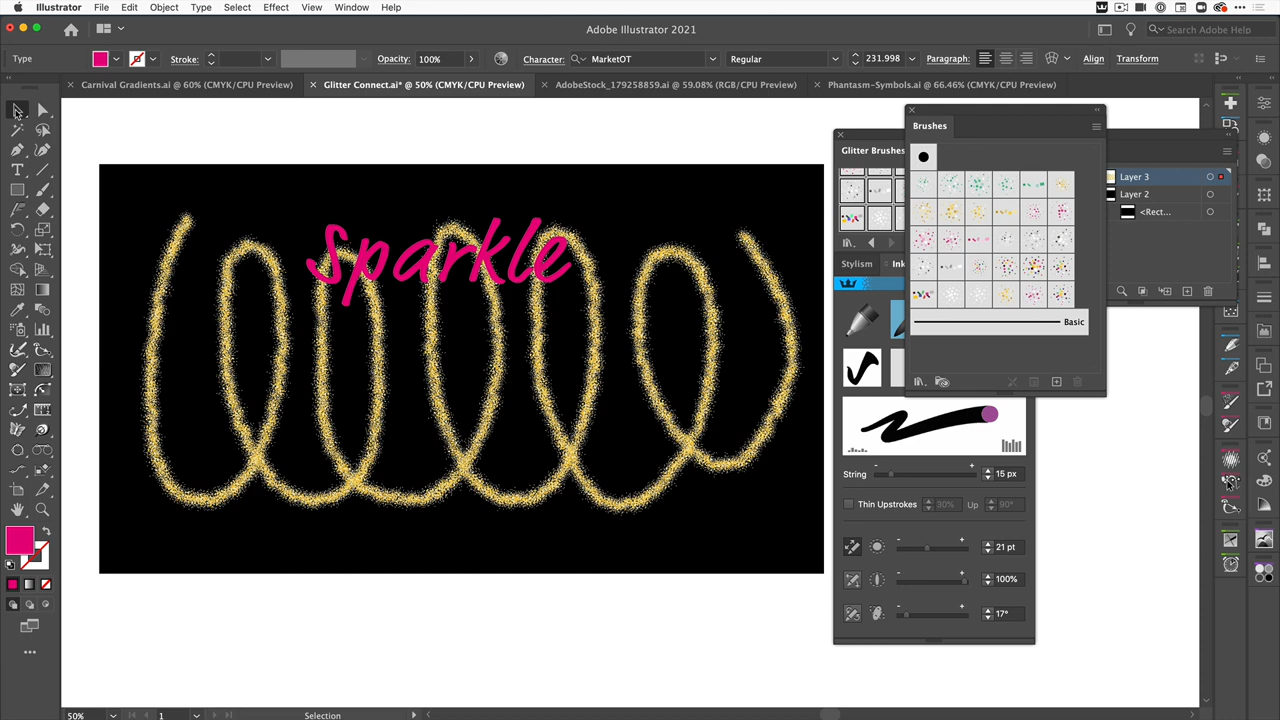 Illustrator File Edit Object Type Select Effect View Window Help
Adobe Illustrator 2021
Search Adobe Help
Type Stroke: Opacity: 100% Character: MarketOT Regular 231.998 Paragraph: Align Transform
Carnival Gradients.ai @ 60% (CMYK/CPU Preview) Glitter Connect.ai* @ 50% (CMYK/CPU Preview) AdobeStock_179258859.ai @ 59.08% (RGB/CPU Preview) Phantasm-Symbols.ai @ 66.46% (CMYK/CPU Preview)
Brushes
Glitter Brushes
Layer 3
Layer 2
<Rect...
Sparkle
Stylism Ink
Basic
String 15 px
Thin Upstrokes 30% Up 90°
21 pt
100%
17°
50% 1 Selection